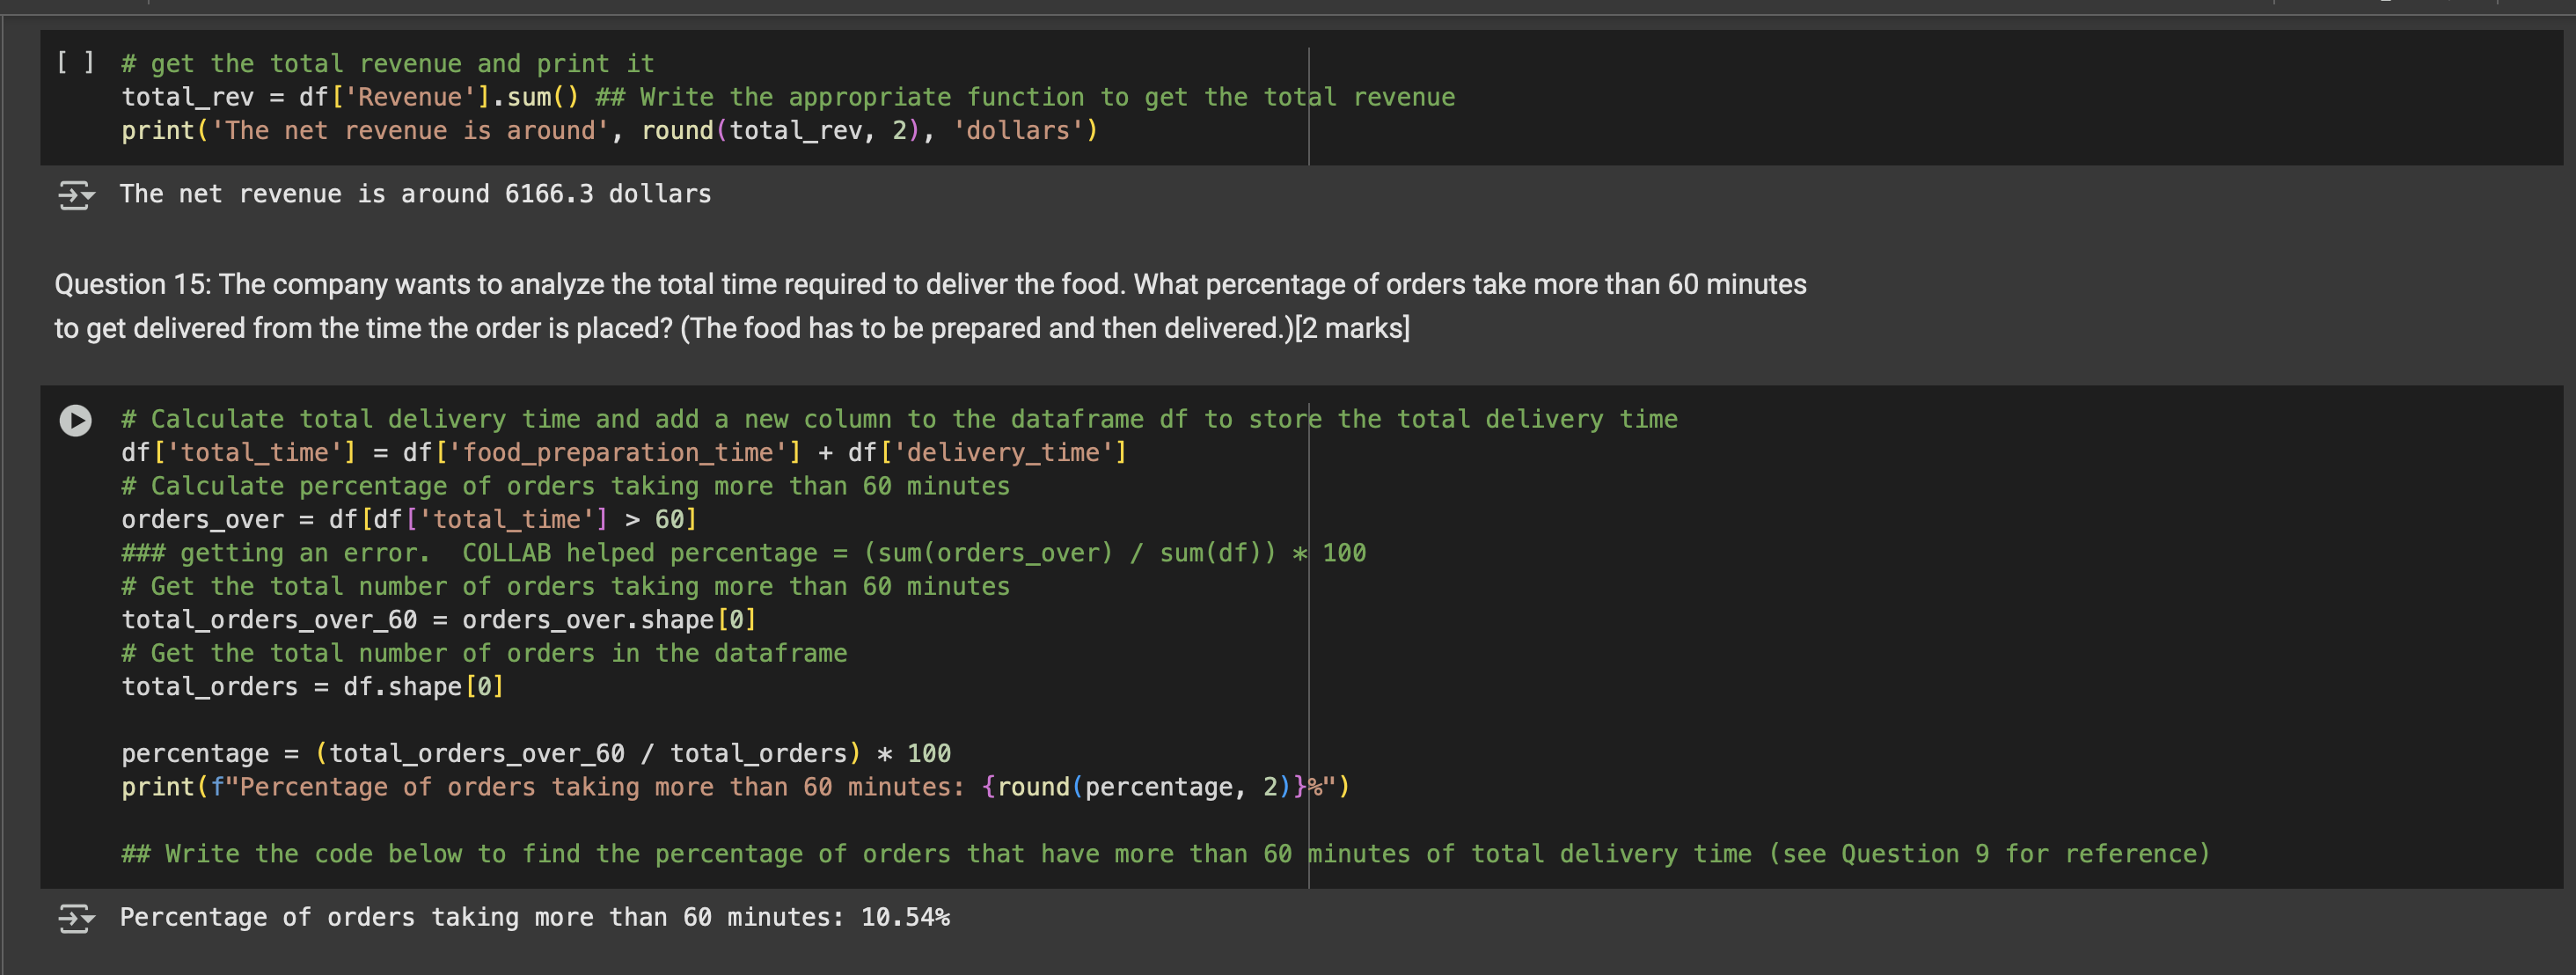 [ ] # get the total revenue and print it
total_rev = df['Revenue'].sum() ## Write the appropriate function to get the total revenue
print('The net revenue is around', round(total_rev, 2), 'dollars')
The net revenue is around 6166.3 dollars
Question 15: The company wants to analyze the total time required to deliver the food. What percentage of orders take more than 60 minutes
to get delivered from the time the order is placed? (The food has to be prepared and then delivered.)[2 marks]
# Calculate total delivery time and add a new column to the dataframe df to store the total delivery time
df['total_time'] = df['food_preparation_time'] + df['delivery_time']
# Calculate percentage of orders taking more than 60 minutes
orders_over = df[df['total_time'] > 60]
### getting an error.  COLLAB helped percentage = (sum(orders_over) / sum(df)) * 100
# Get the total number of orders taking more than 60 minutes
total_orders_over_60 = orders_over.shape[0]
# Get the total number of orders in the dataframe
total_orders = df.shape[0]
percentage = (total_orders_over_60 / total_orders) * 100
print(f"Percentage of orders taking more than 60 minutes: {round(percentage, 2)}%")
## Write the code below to find the percentage of orders that have more than 60 minutes of total delivery time (see Question 9 for reference)
Percentage of orders taking more than 60 minutes: 10.54%